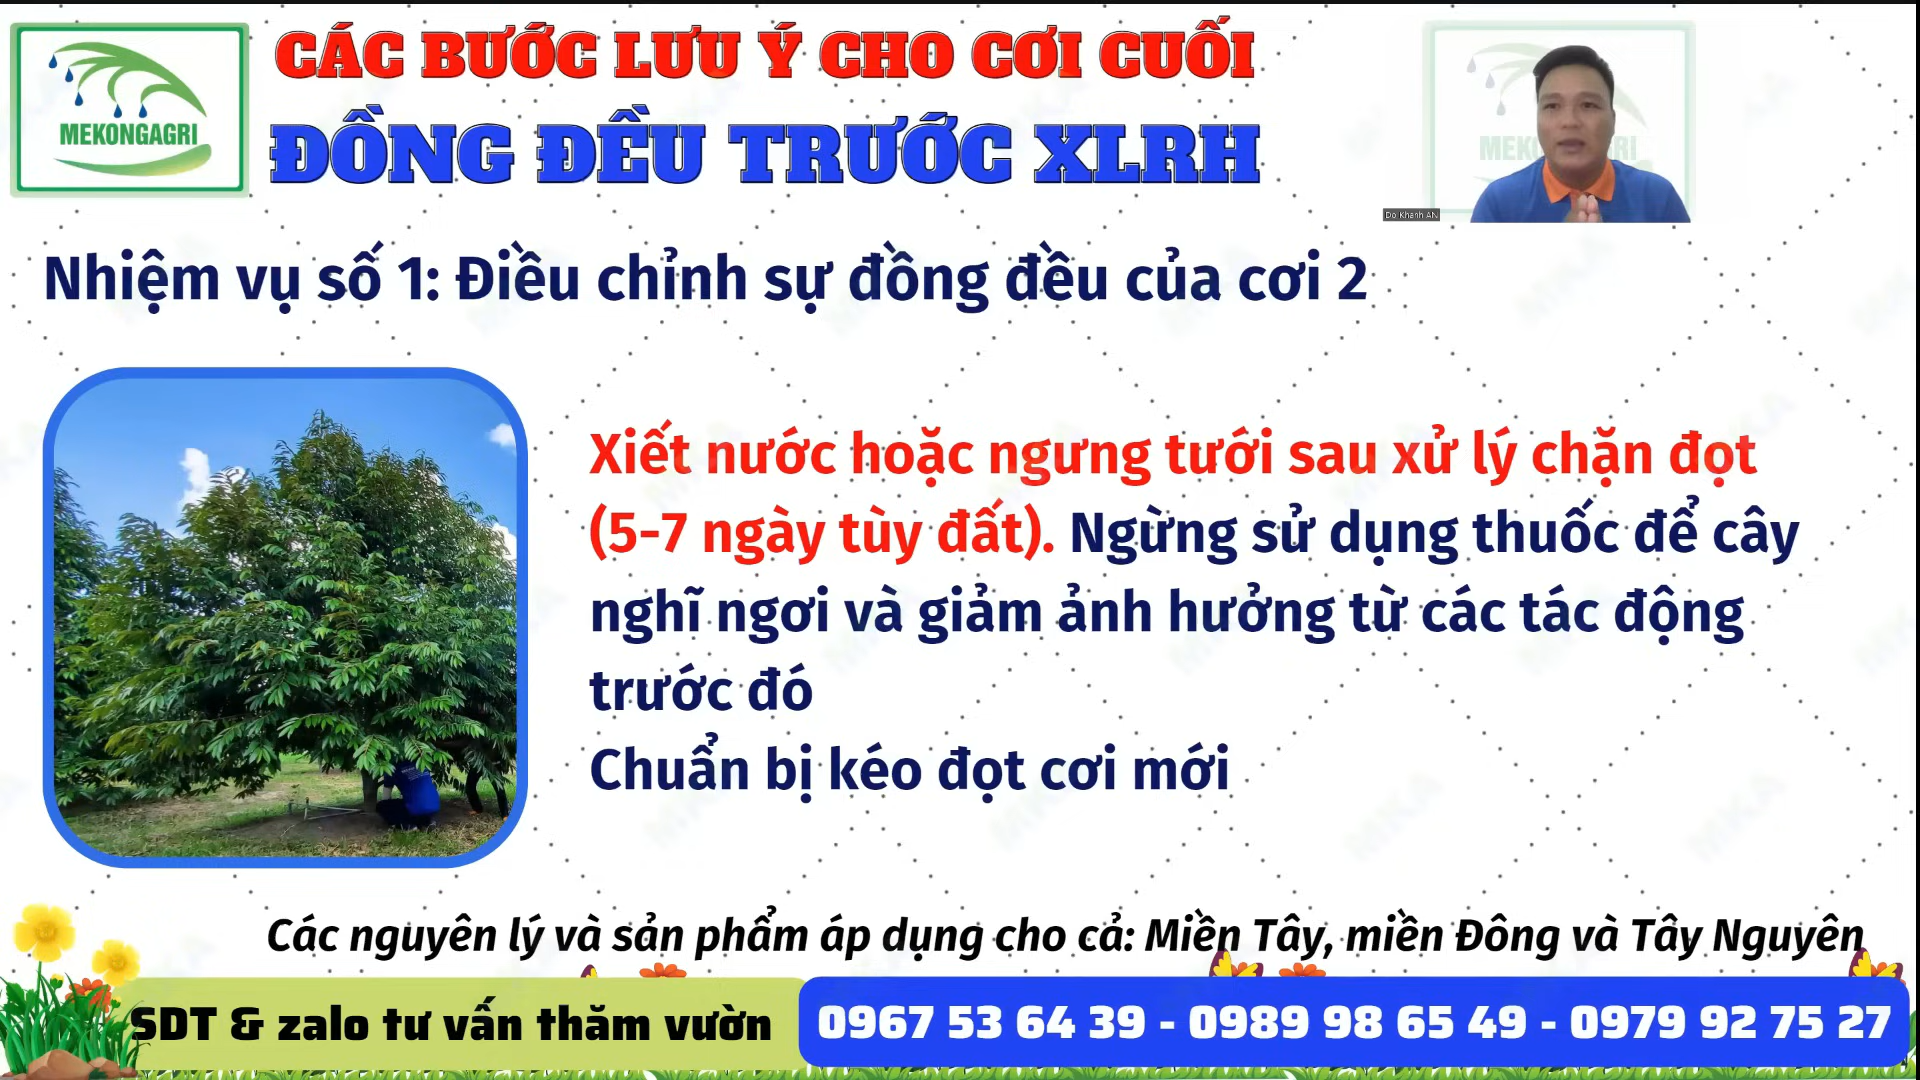 MEKONGAGRI
CÁC BƯỚC LƯU Ý CHO CƠI CUỐI
ĐỒNG ĐỀU TRƯỚC XLRH
Do Khanh AN
Nhiệm vụ số 1: Điều chỉnh sự đồng đều của cơi 2
Xiết nước hoặc ngưng tưới sau xử lý chặn đọt
(5-7 ngày tùy đất). Ngừng sử dụng thuốc để cây
nghĩ ngơi và giảm ảnh hưởng từ các tác động
trước đó
Chuẩn bị kéo đọt cơi mới
Các nguyên lý và sản phẩm áp dụng cho cả: Miền Tây, miền Đông và Tây Nguyên
SDT & zalo tư vấn thăm vườn
0967 53 64 39 - 0989 98 65 49 - 0979 92 75 27